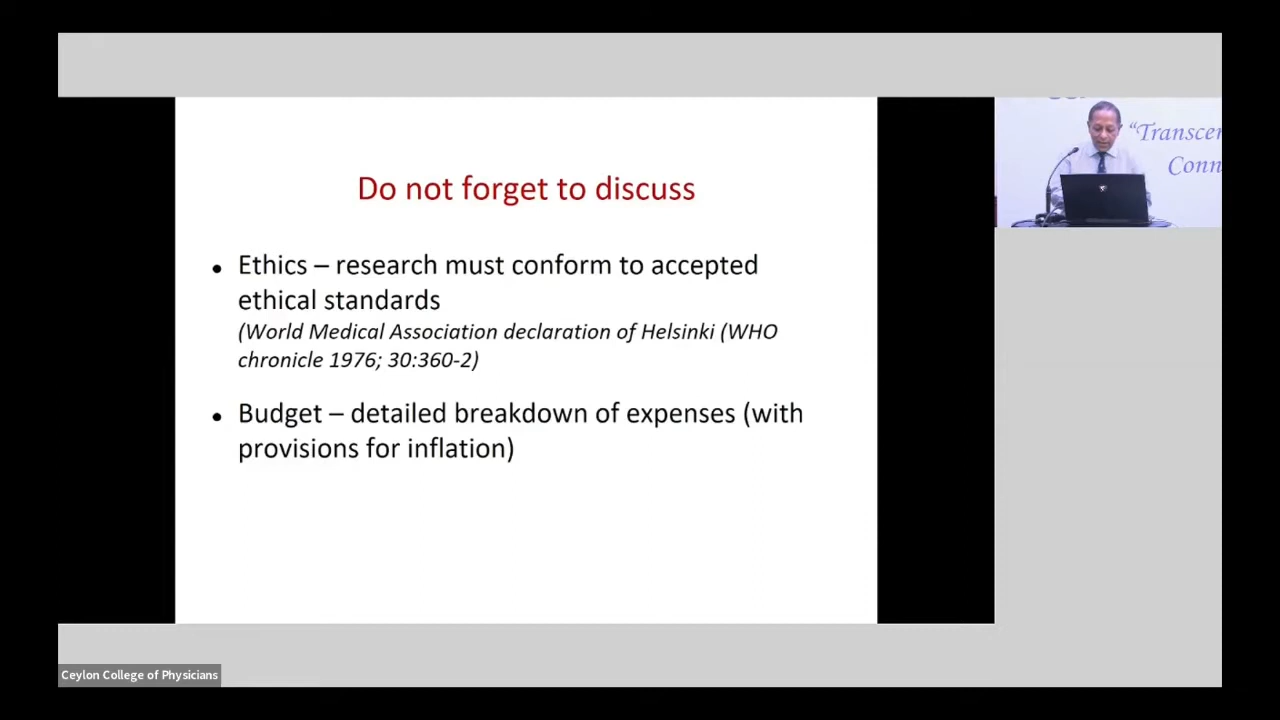 Do not forget to discuss
• Ethics – research must conform to accepted
ethical standards
(World Medical Association declaration of Helsinki (WHO
chronicle 1976; 30:360-2)
• Budget – detailed breakdown of expenses (with
provisions for inflation)
Ceylon College of Physicians